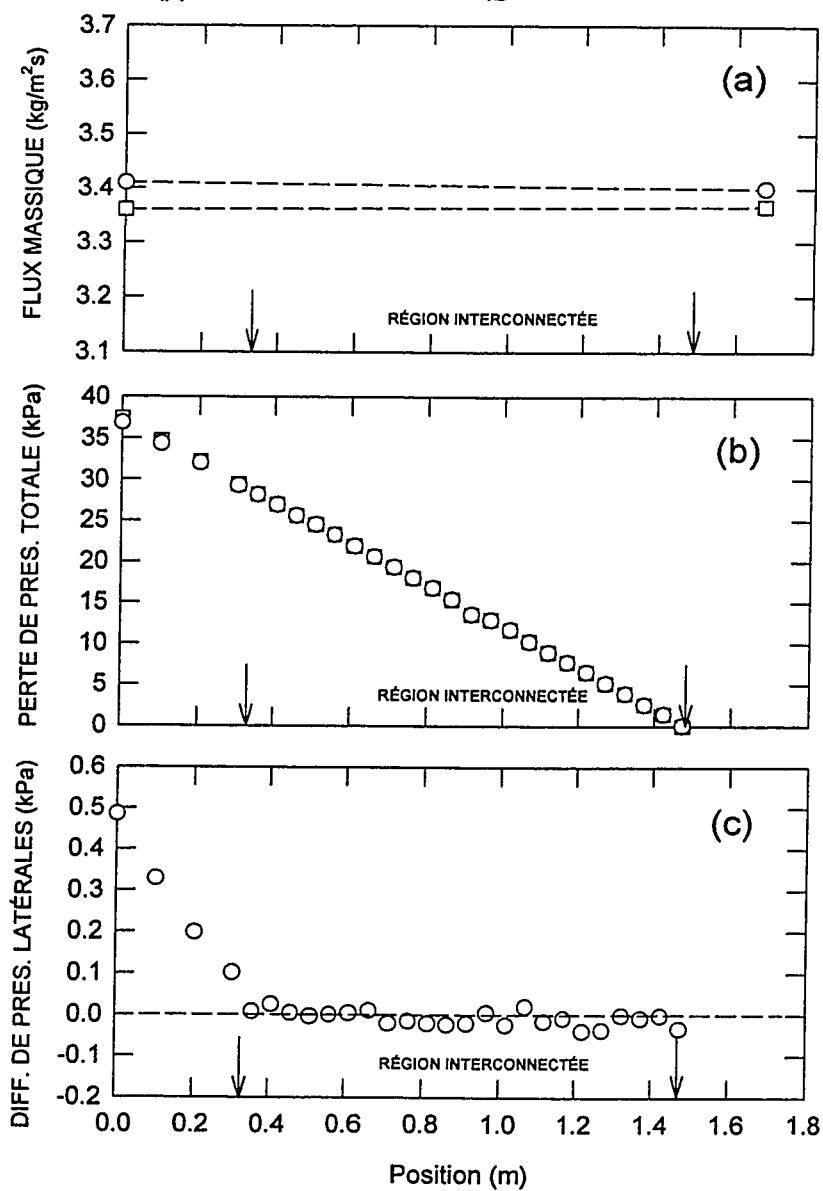 3.7
3.6
3.5
3.4
3.3
3.2
3.1
FLUX MASSIQUE (kg/m²s)
(a)
RÉGION INTERCONNECTÉE
40
35
30
25
20
15
10
5
0
PERTE DE PRES. TOTALE (kPa)
(b)
RÉGION INTERCONNECTÉE
0.6
0.5
0.4
0.3
0.2
0.1
0.0
-0.1
-0.2
DIFF. DE PRES. LATÉRALES (kPa)
(c)
RÉGION INTERCONNECTÉE
0.0 0.2 0.4 0.6 0.8 1.0 1.2 1.4 1.6 1.8
Position (m)